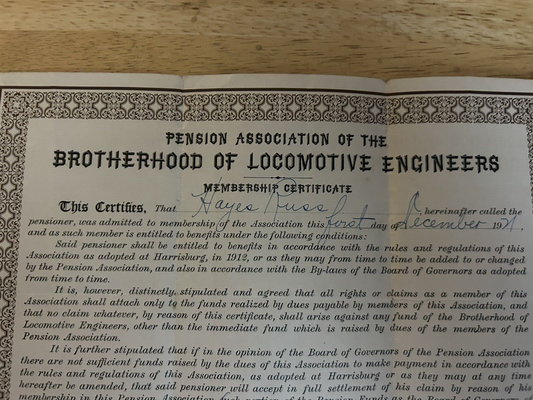 PENSION ASSOCIATION OF THE
BROTHERHOOD OF LOCOMOTIVE ENGINEERS
MEMBERSHIP CERTIFICATE
This Certifies, That Hayes Russ hereinafter called the
pensioner, was admitted to membership of the Association this first day of December 19
and as such member is entitled to benefits under the following conditions:
Said pensioner shall be entitled to benefits in accordance with the rules and regulations of this
Association as adopted at Harrisburg, in 1912, or as they may from time to time be added to or changed
by the Pension Association, and also in accordance with the By-laws of the Board of Governors as adopted
from time to time.
It is, however, distinctly stipulated and agreed that all rights or claims as a member of this
Association shall attach only to the funds realized by dues payable by members of this Association, and
that no claim whatever, by reason of this certificate, shall arise against any fund of the Brotherhood of
Locomotive Engineers, other than the immediate fund which is raised by dues of the members of the
Pension Association.
It is further stipulated that if in the opinion of the Board of Governors of the Pension Association
there are not sufficient funds raised by the dues of this Association to make payment in accordance with
the rules and regulations of this Association, as adopted at Harrisburg or as they may at any time
hereafter be amended, that said pensioner will accept in full settlement of his claim by reason of his
membership in this Pension Association